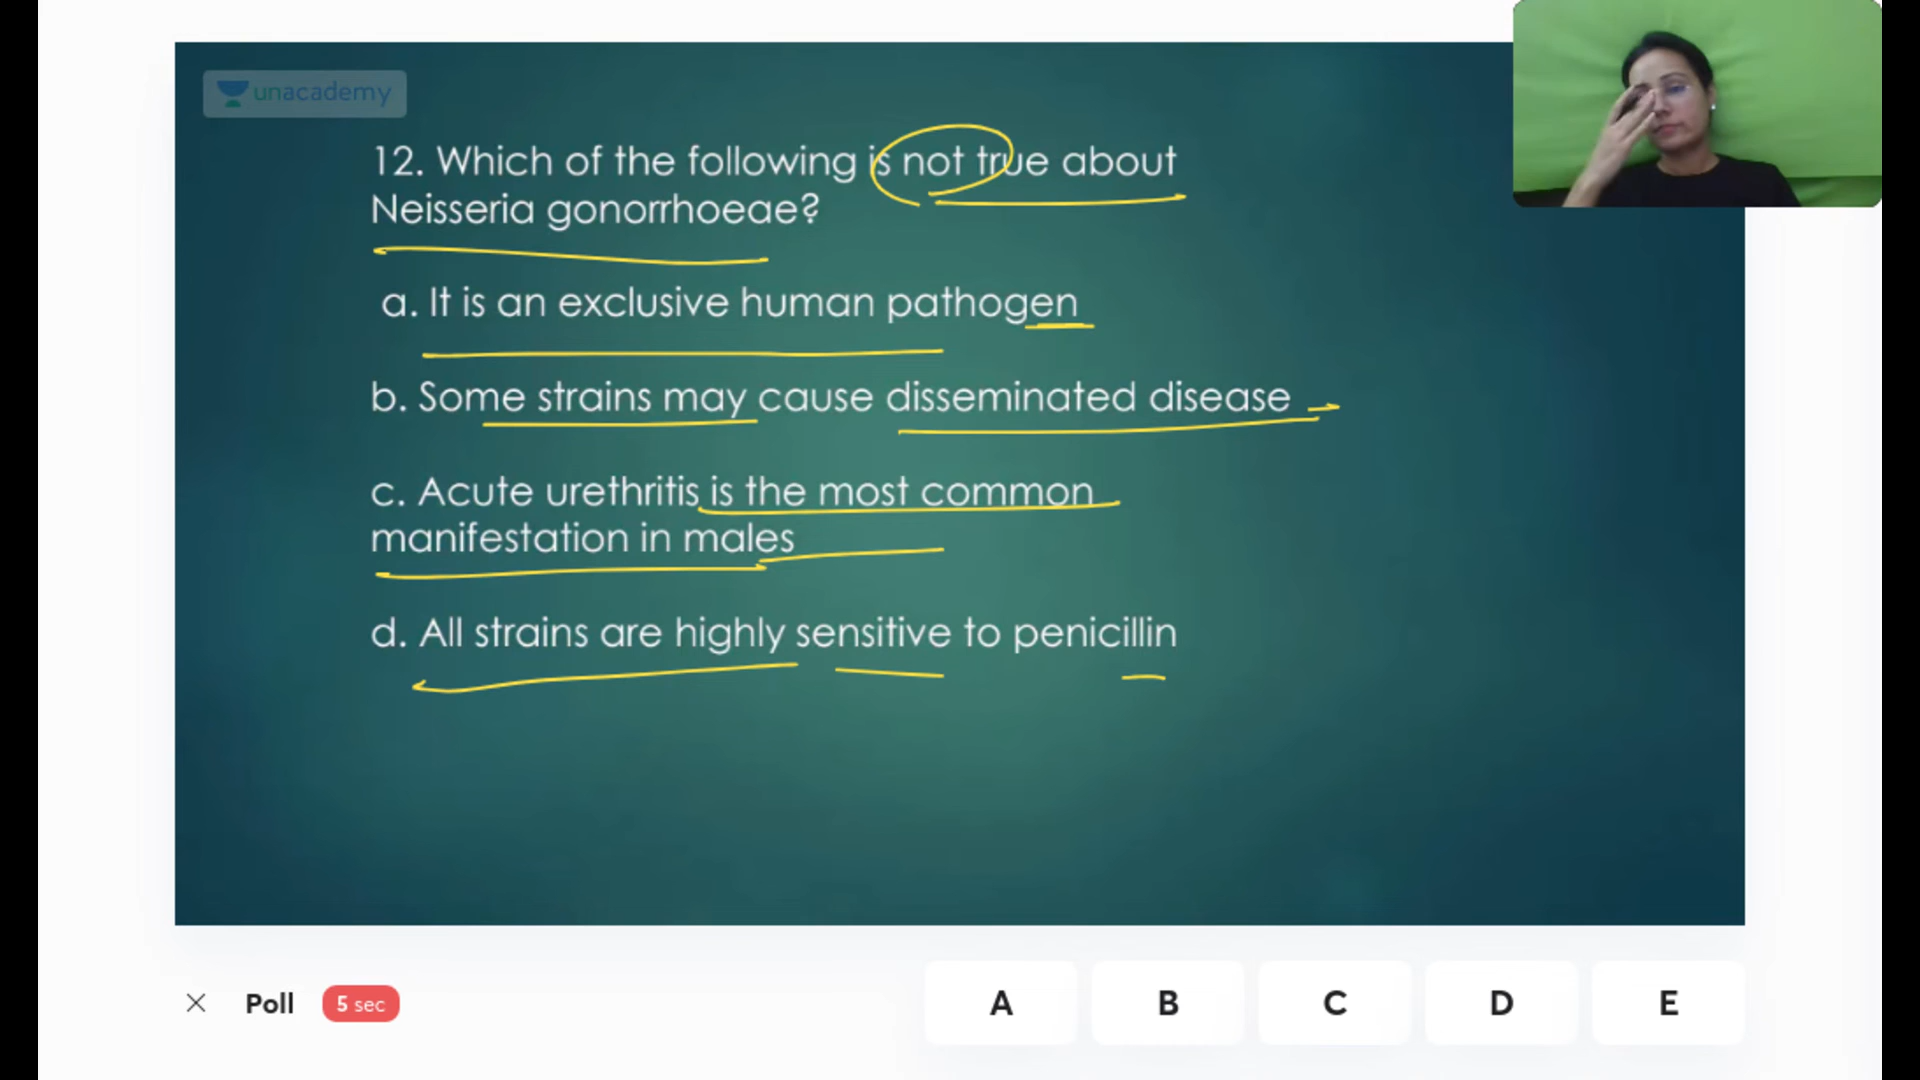 unacademy
12. Which of the following is not true about
Neisseria gonorrhoeae?
a. It is an exclusive human pathogen
b. Some strains may cause disseminated disease
c. Acute urethritis is the most common
manifestation in males
d. All strains are highly sensitive to penicillin
Poll 5 sec A B C D E